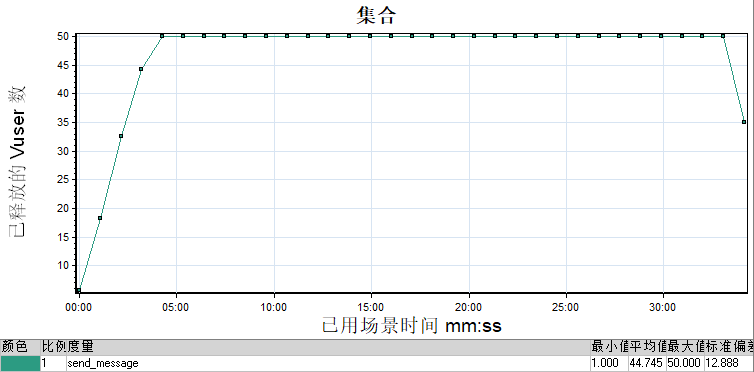 集合
已释放的 Vuser 数
50
45
40
35
30
25
20
15
10
00:00 05:00 10:00 15:00 20:00 25:00 30:00
已用场景时间 mm:ss
颜色 比例 度量 最小值 平均值 最大值 标准偏差
1 send_message 1.000 44.745 50.000 12.888